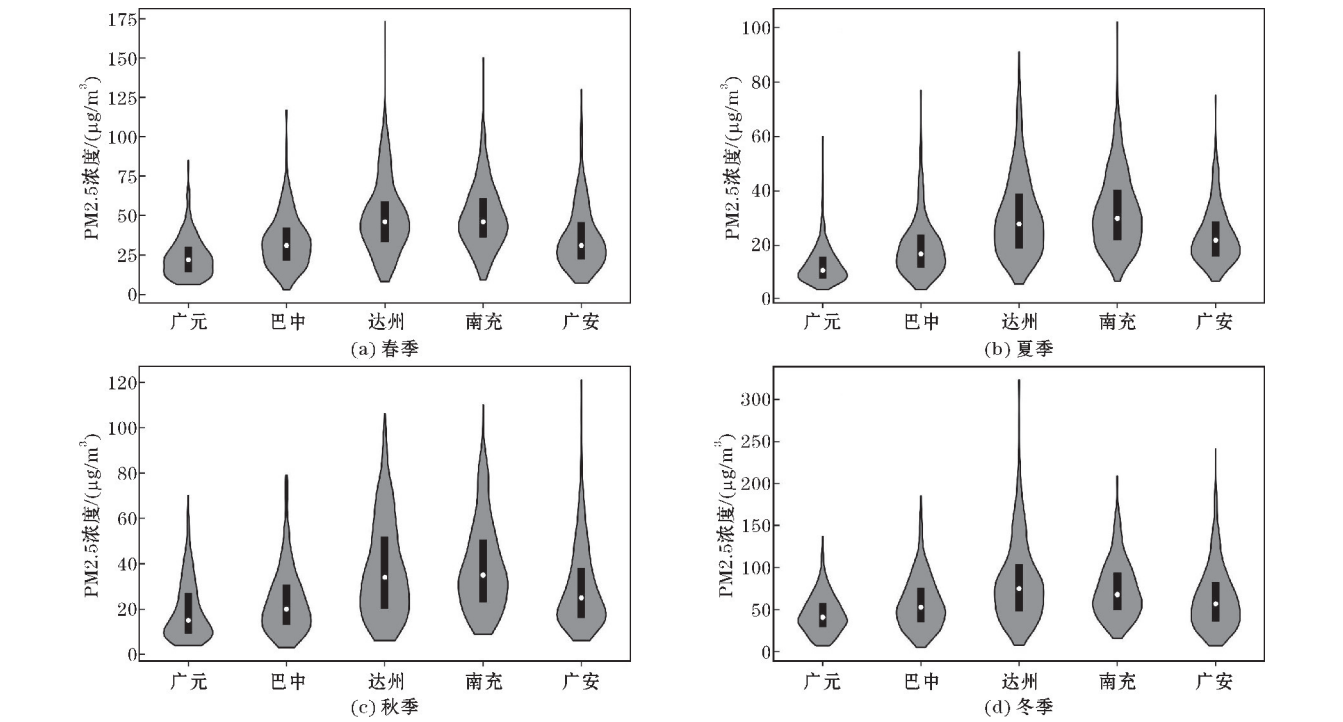 175
150
125
100
75
50
25
0
PM2.5浓度/(μg/m³)
广元 巴中 达州 南充 广安
(a) 春季
100
80
60
40
20
0
PM2.5浓度/(μg/m³)
广元 巴中 达州 南充 广安
(b) 夏季
120
100
80
60
40
20
0
PM2.5浓度/(μg/m³)
广元 巴中 达州 南充 广安
(c) 秋季
300
250
200
150
100
50
0
PM2.5浓度/(μg/m³)
广元 巴中 达州 南充 广安
(d) 冬季